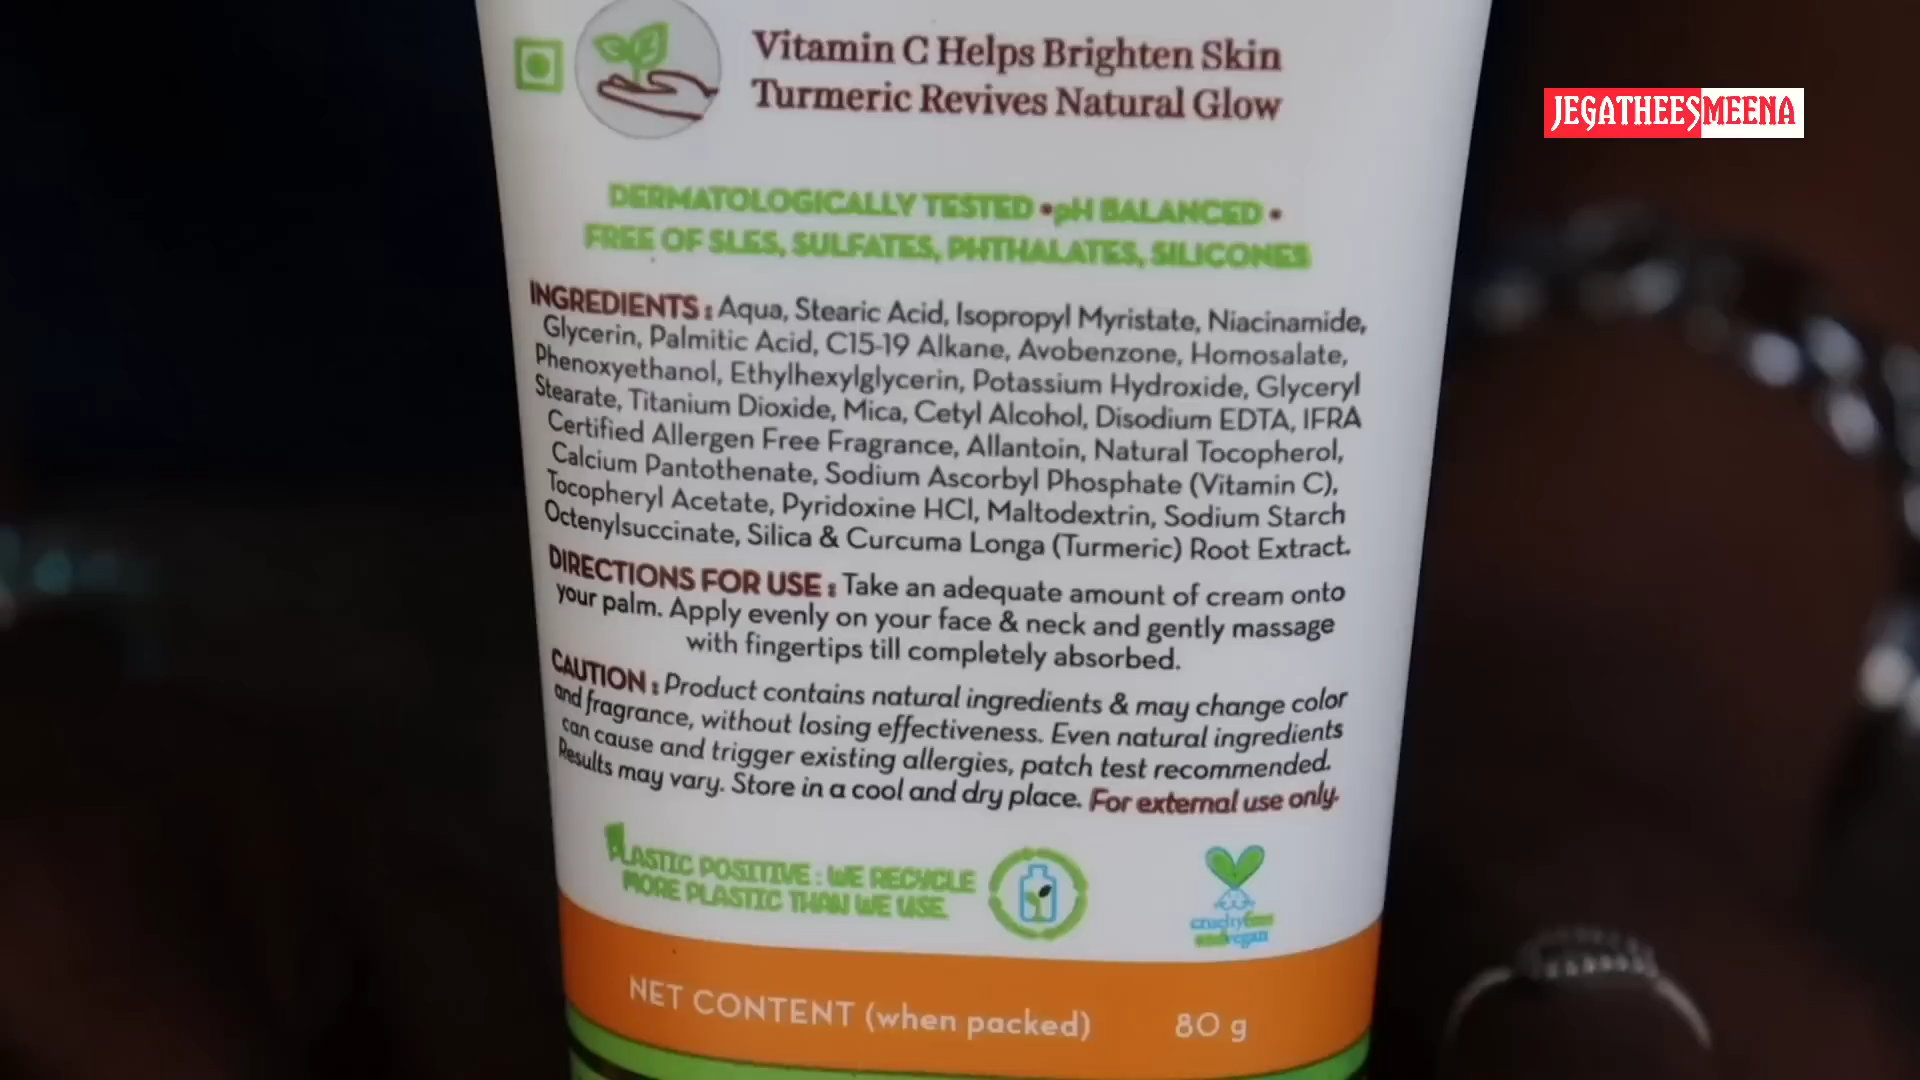 Vitamin C Helps Brighten Skin
Turmeric Revives Natural Glow
JEGATHEESMEENA
DERMATOLOGICALLY TESTED •pH BALANCED •
FREE OF SLES, SULFATES, PHTHALATES, SILICONES
INGREDIENTS : Aqua, Stearic Acid, Isopropyl Myristate, Niacinamide,
Glycerin, Palmitic Acid, C15-19 Alkane, Avobenzone, Homosalate,
Phenoxyethanol, Ethylhexylglycerin, Potassium Hydroxide, Glyceryl
Stearate, Titanium Dioxide, Mica, Cetyl Alcohol, Disodium EDTA, IFRA
Certified Allergen Free Fragrance, Allantoin, Natural Tocopherol,
Calcium Pantothenate, Sodium Ascorbyl Phosphate (Vitamin C),
Tocopheryl Acetate, Pyridoxine HCl, Maltodextrin, Sodium Starch
Octenylsuccinate, Silica & Curcuma Longa (Turmeric) Root Extract.
DIRECTIONS FOR USE : Take an adequate amount of cream onto
your palm. Apply evenly on your face & neck and gently massage
with fingertips till completely absorbed.
CAUTION : Product contains natural ingredients & may change color
and fragrance, without losing effectiveness. Even natural ingredients
can cause and trigger existing allergies, patch test recommended.
Results may vary. Store in a cool and dry place. For external use only.
PLASTIC POSITIVE : WE RECYCLE
MORE PLASTIC THAN WE USE
crueltyfree
andvegan
NET CONTENT (when packed) 80 g